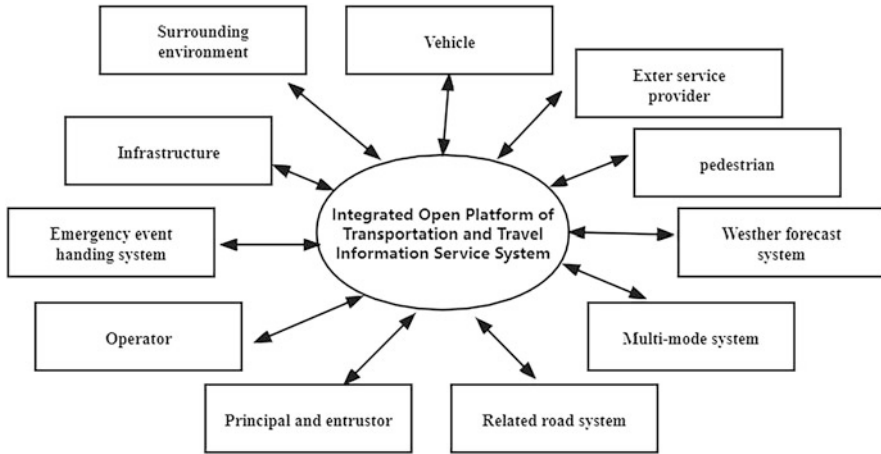 Surrounding
environment
Vehicle
Exter service
provider
Infrastructure
pedestrian
Integrated Open Platform of
Transportation and Travel
Information Service System
Emergency event
handing system
Westher forecast
system
Operator
Multi-mode system
Principal and entrustor
Related road system